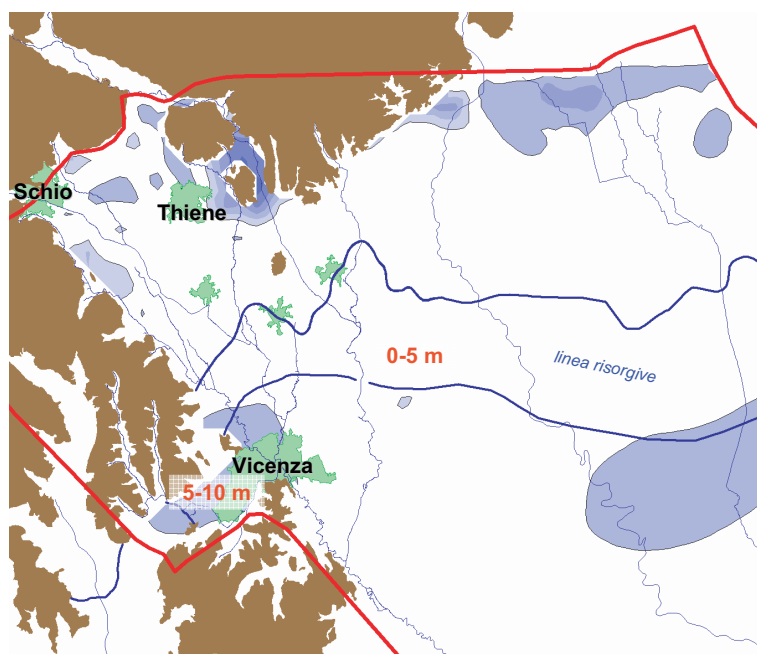 Schio
Thiene
0-5 m
linea risorgive
Vicenza
5-10 m